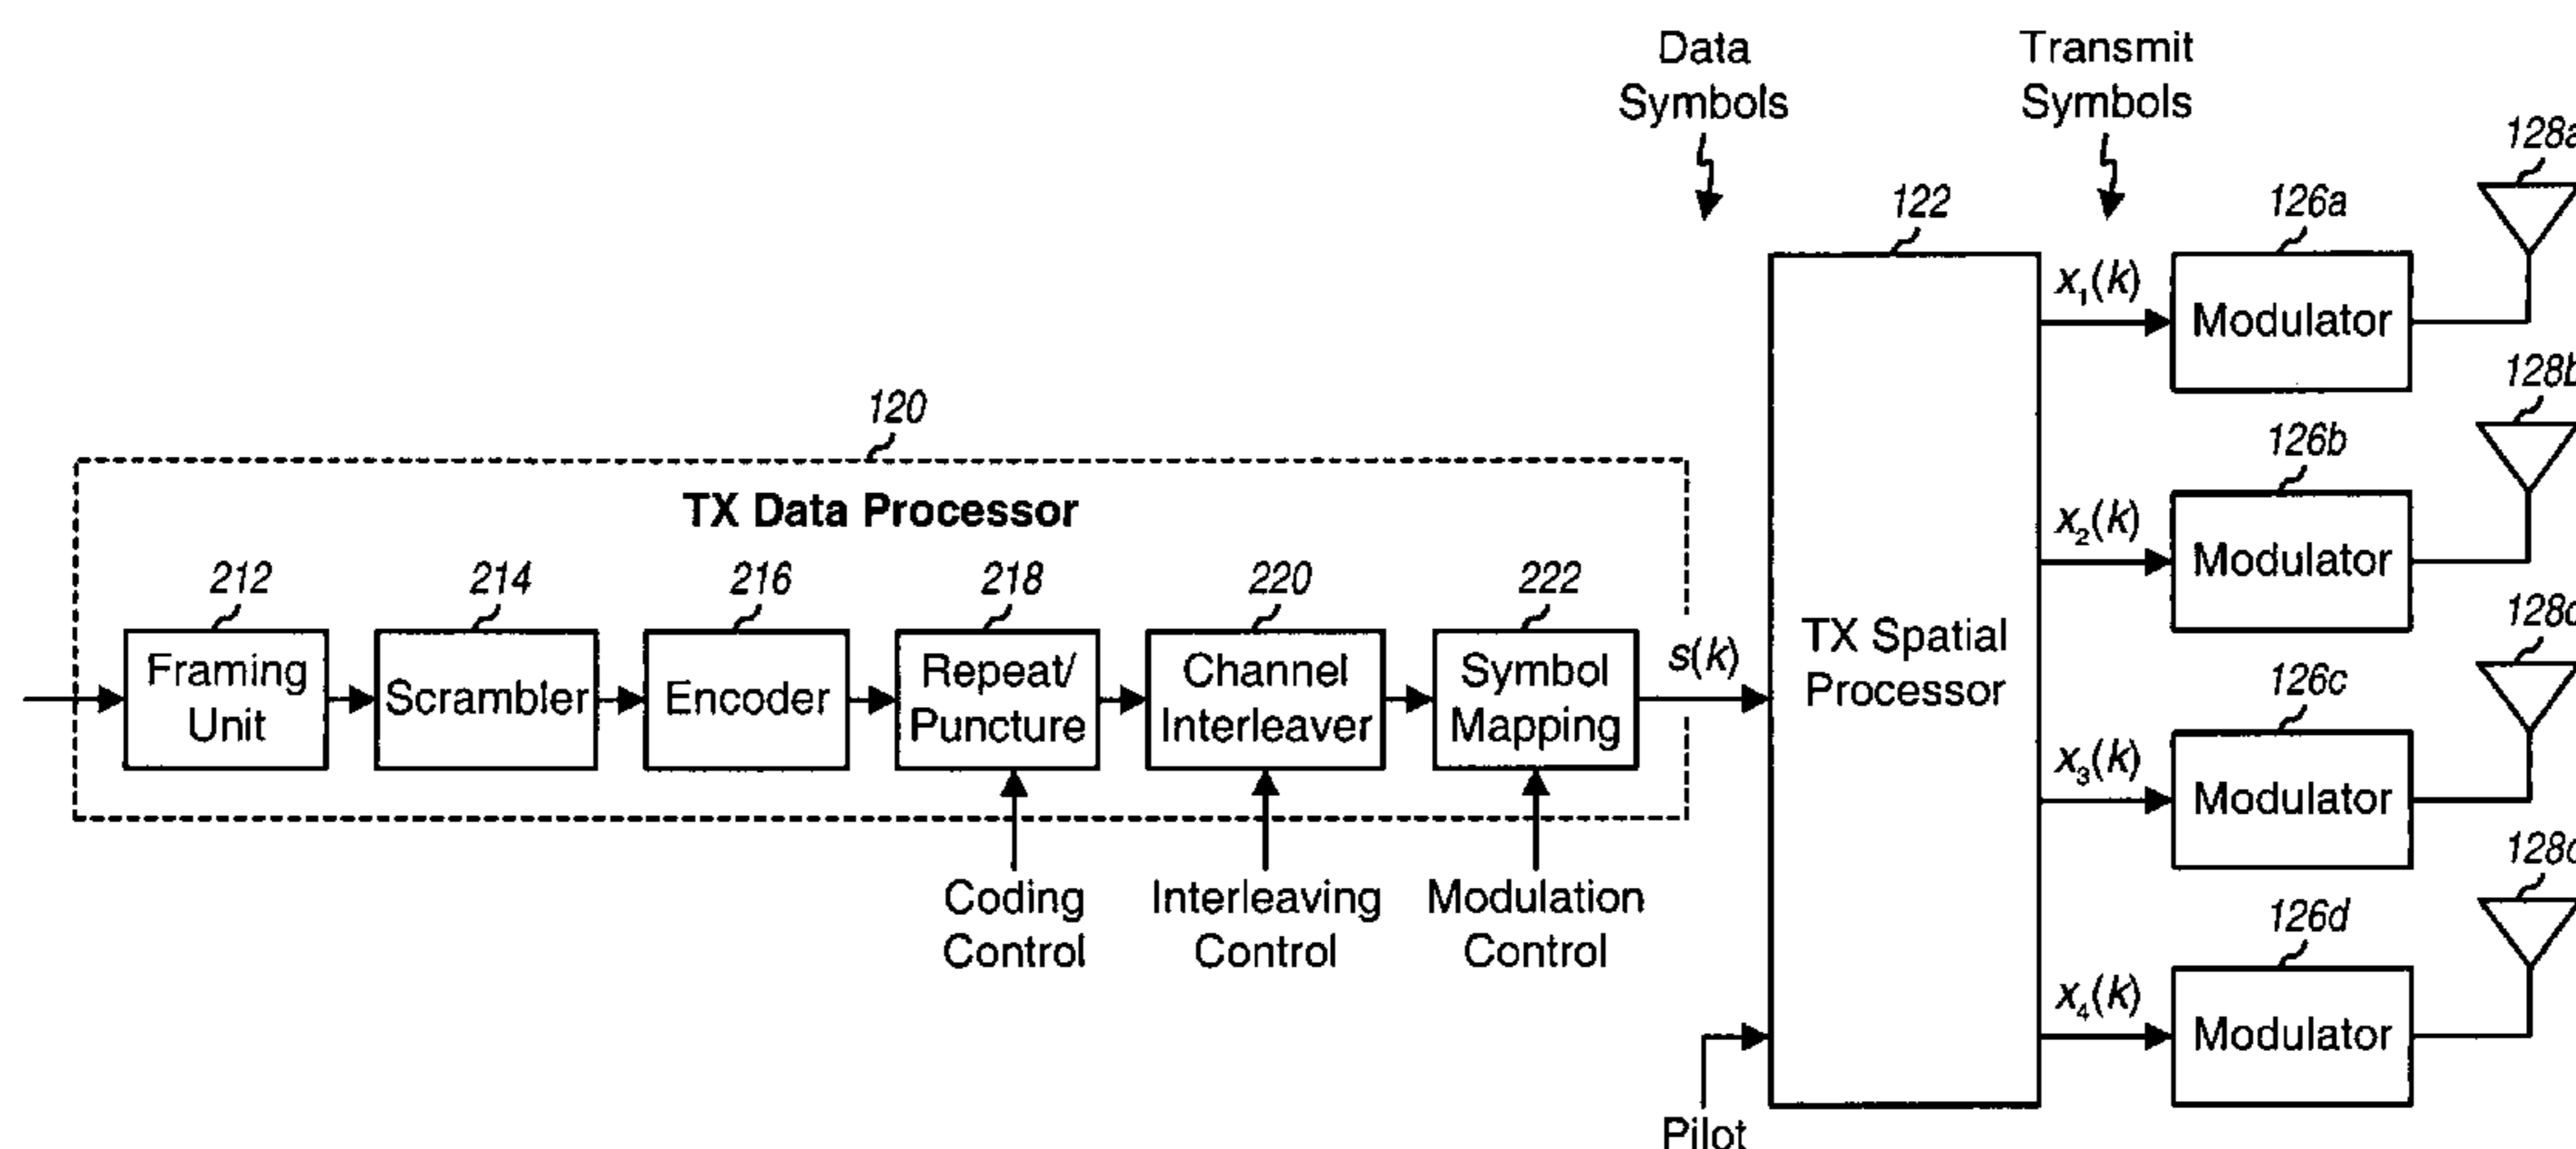 Data
Symbols
Transmit
Symbols
128a
122
126a
x₁(k)
Modulator
128b
120
126b
TX Data Processor
x₂(k)
Modulator
212
214
216
218
220
222
Framing
Unit
Scrambler
Encoder
Repeat/
Puncture
Channel
Interleaver
Symbol
Mapping
s(k)
TX Spatial
Processor
126c
x₃(k)
Modulator
Coding
Control
Interleaving
Control
Modulation
Control
126d
x₄(k)
Modulator
Pilot